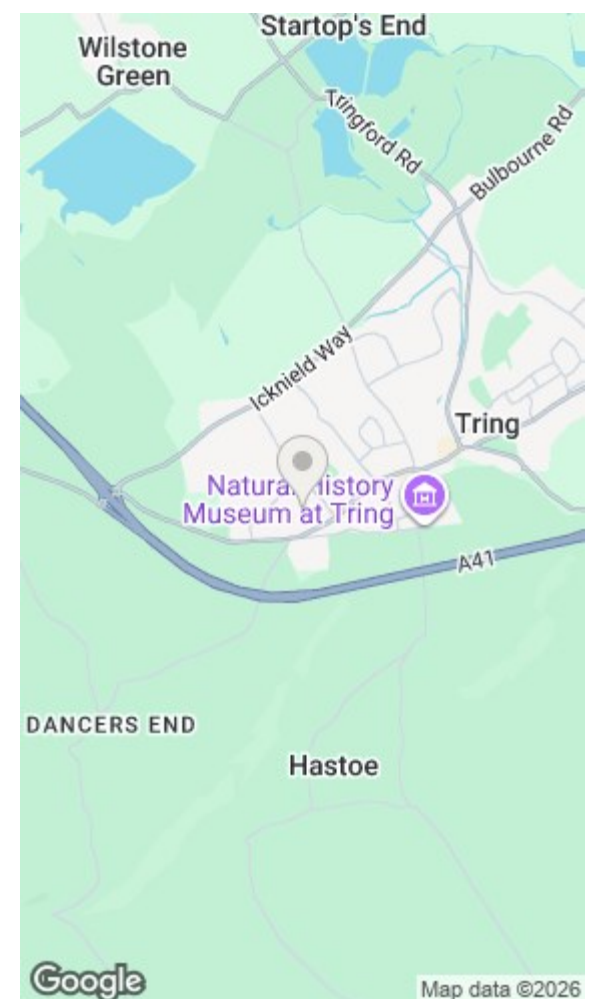 Startop's End
Wilstone
Green
Tringford Rd
Bulbourne Rd
Icknield Way
Tring
Natural History
Museum at Tring
A41
DANCERS END
Hastoe
Google
Map data ©2026